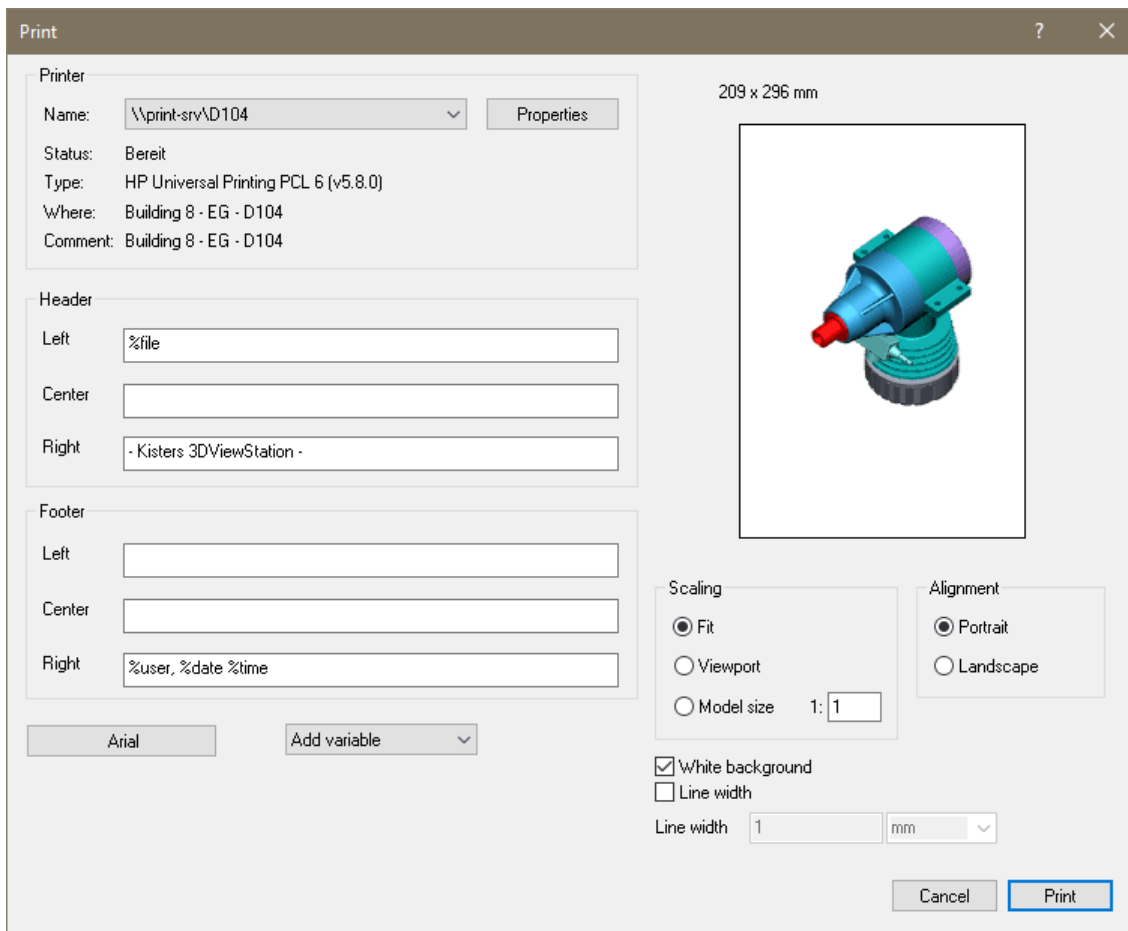 Print
?
Printer
Name: \\print-srv\D104 Properties
Status: Bereit
Type: HP Universal Printing PCL 6 (v5.8.0)
Where: Building 8 - EG - D104
Comment: Building 8 - EG - D104
Header
Left %file
Center
Right - Kisters 3DViewStation -
Footer
Left
Center
Right %user, %date %time
Arial Add variable
209 x 296 mm
Scaling
Fit
Viewport
Model size 1: 1
Alignment
Portrait
Landscape
White background
Line width
Line width 1 mm
Cancel Print